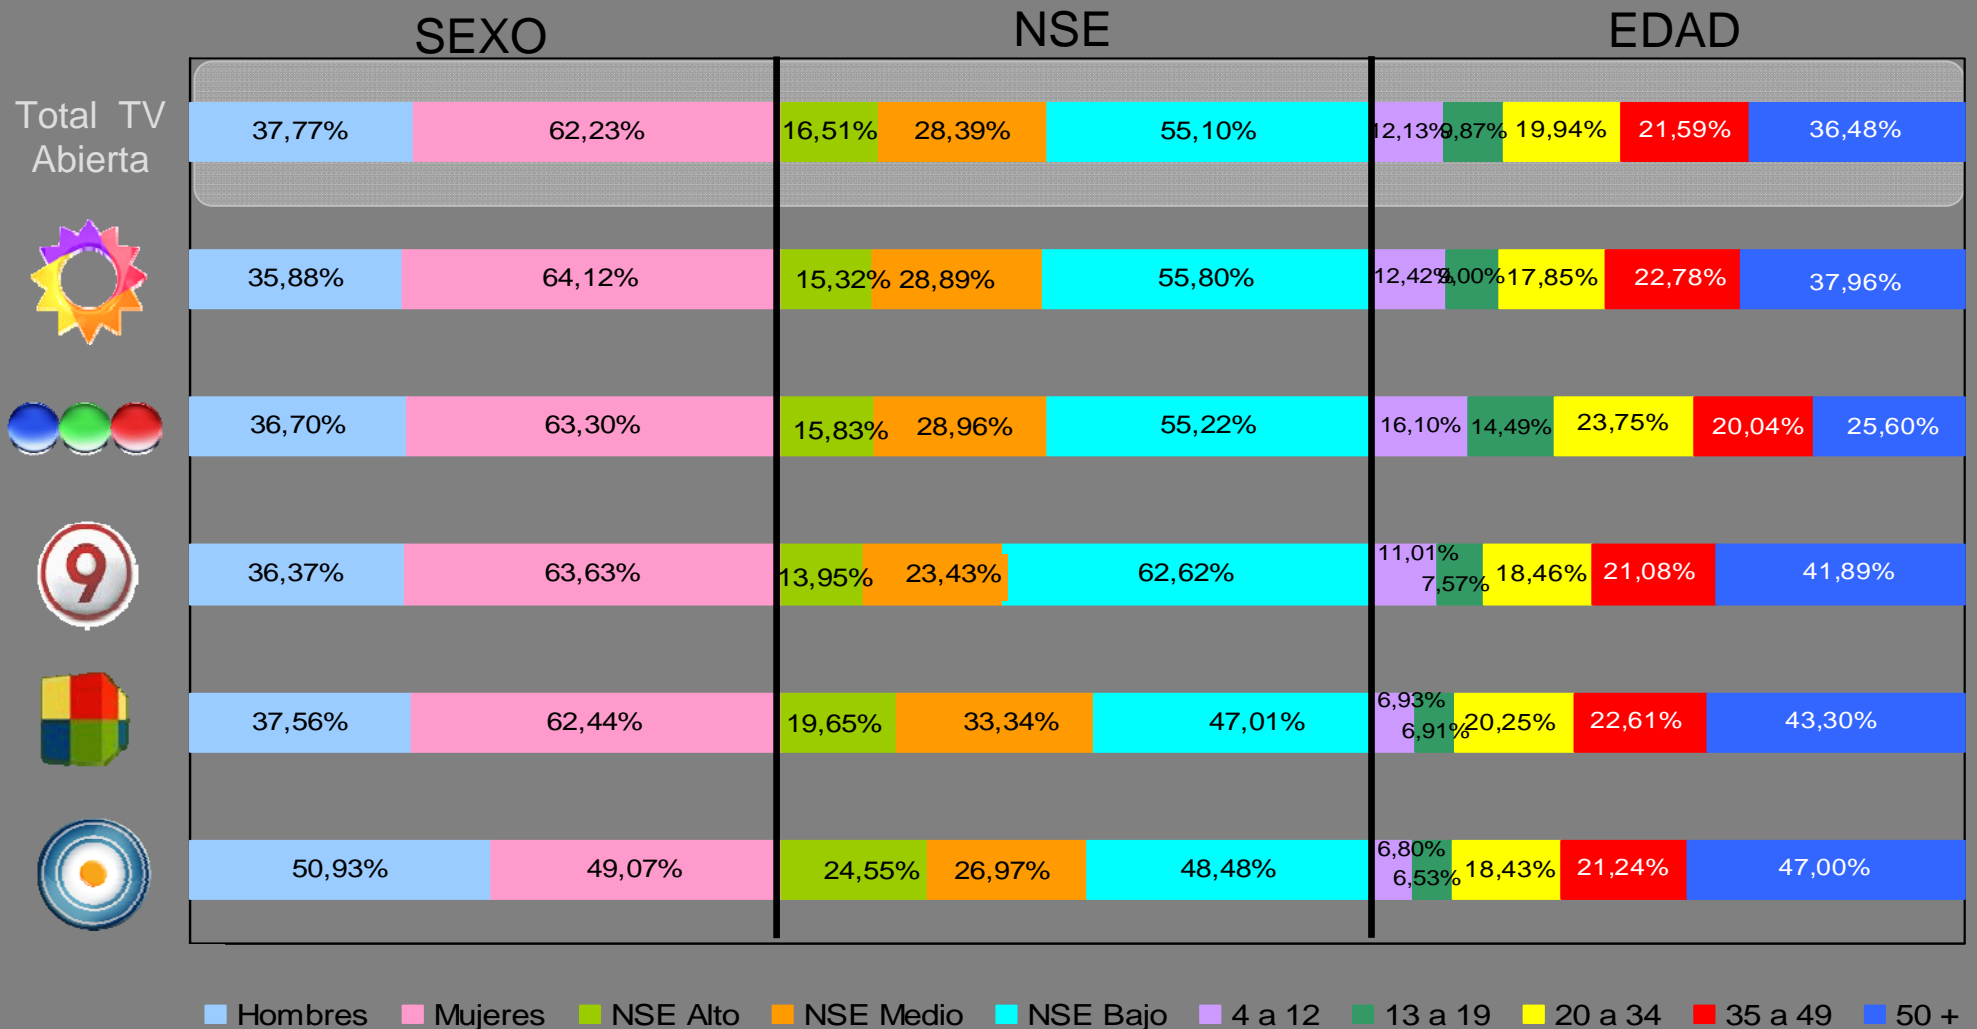 SEXO NSE EDAD
Total TV
Abierta
37,77% 62,23% 16,51% 28,39% 55,10% 12,13% 9,87% 19,94% 21,59% 36,48%
35,88% 64,12% 15,32% 28,89% 55,80% 12,42% 9,00% 17,85% 22,78% 37,96%
36,70% 63,30% 15,83% 28,96% 55,22% 16,10% 14,49% 23,75% 20,04% 25,60%
9
36,37% 63,63% 13,95% 23,43% 62,62% 11,01% 7,57% 18,46% 21,08% 41,89%
37,56% 62,44% 19,65% 33,34% 47,01% 6,93% 6,91% 20,25% 22,61% 43,30%
50,93% 49,07% 24,55% 26,97% 48,48% 6,80% 6,53% 18,43% 21,24% 47,00%
Hombres Mujeres NSE Alto NSE Medio NSE Bajo 4 a 12 13 a 19 20 a 34 35 a 49 50 +